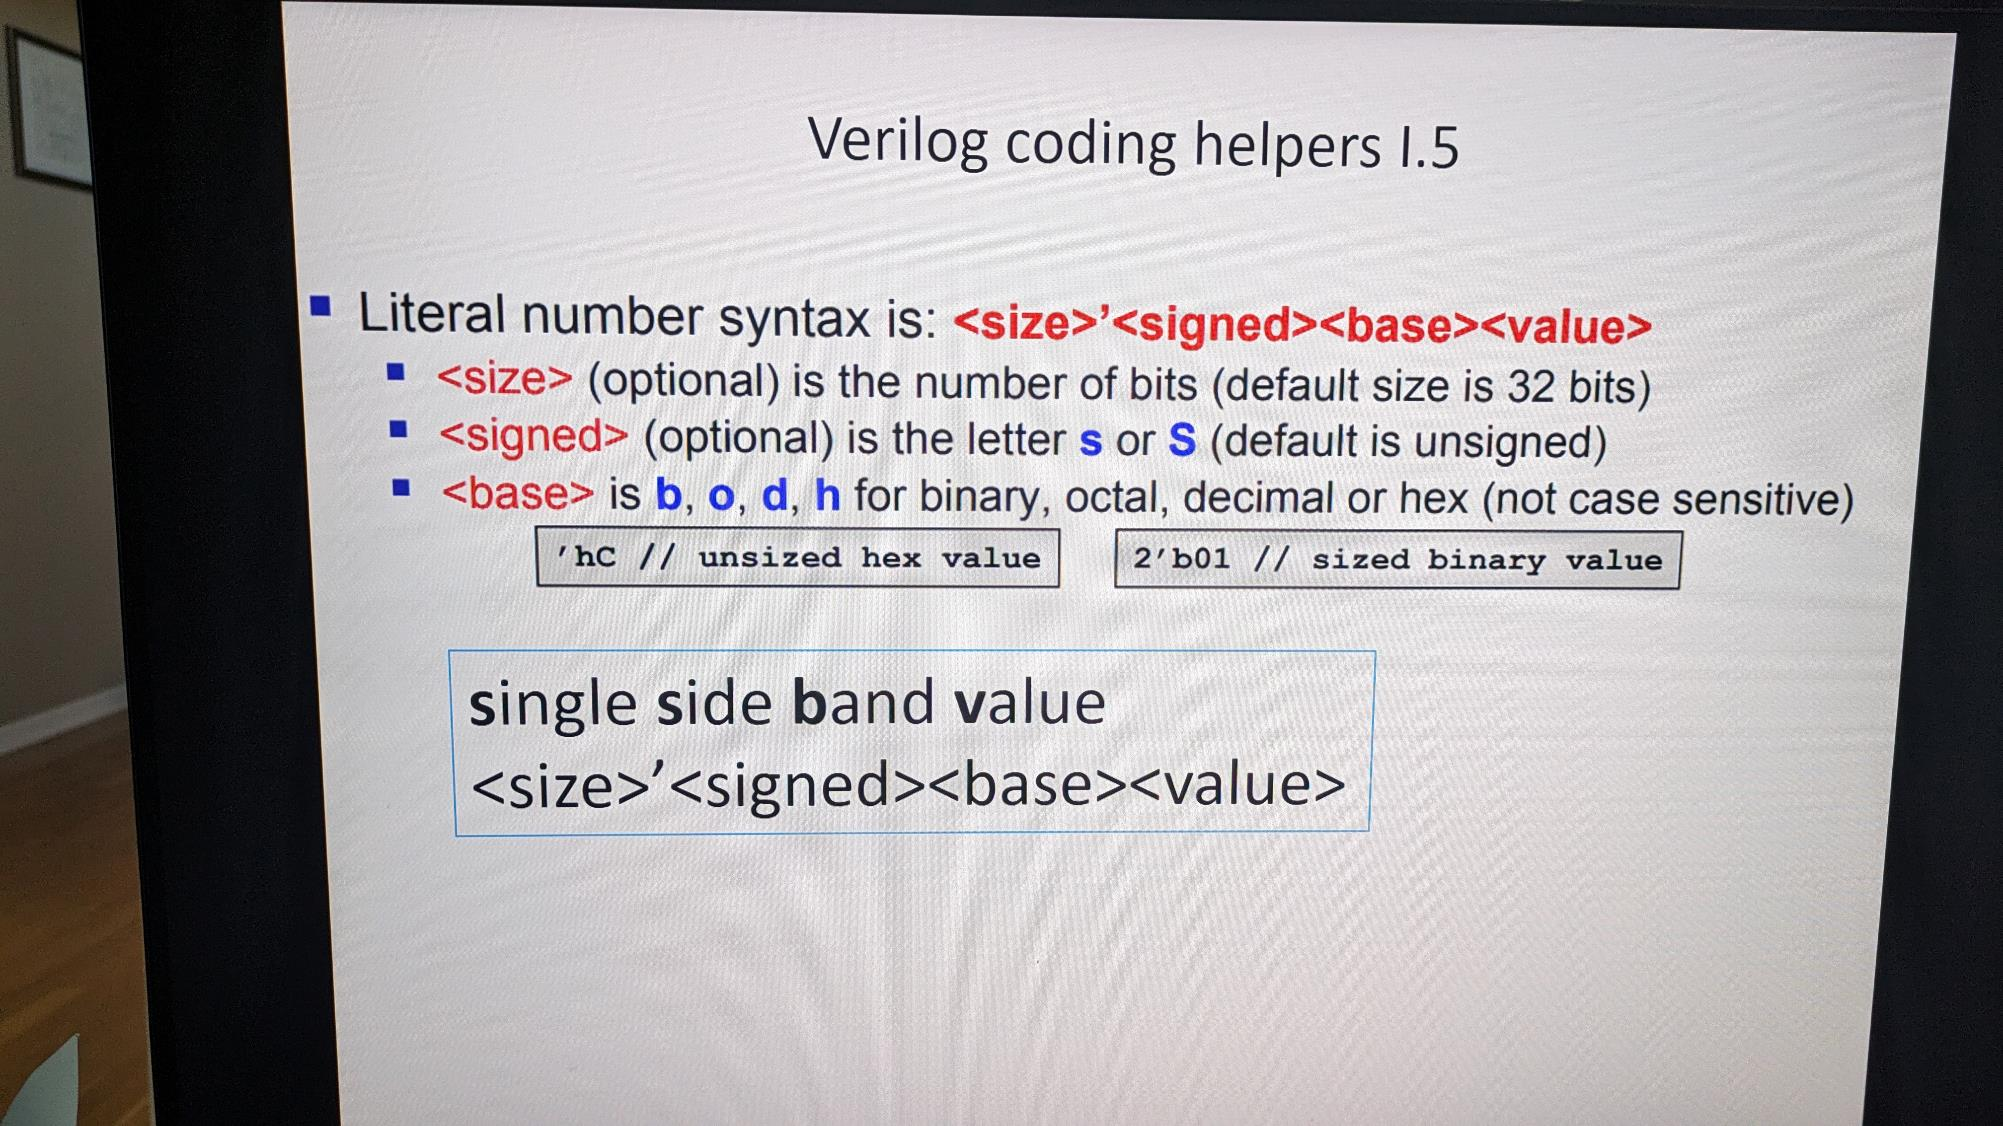 Verilog coding helpers I.5
Literal number syntax is: <size>’<signed><base><value>
<size> (optional) is the number of bits (default size is 32 bits)
<signed> (optional) is the letter s or S (default is unsigned)
<base> is b, o, d, h for binary, octal, decimal or hex (not case sensitive)
’hC // unsized hex value
2’b01 // sized binary value
single side band value
<size>’<signed><base><value>